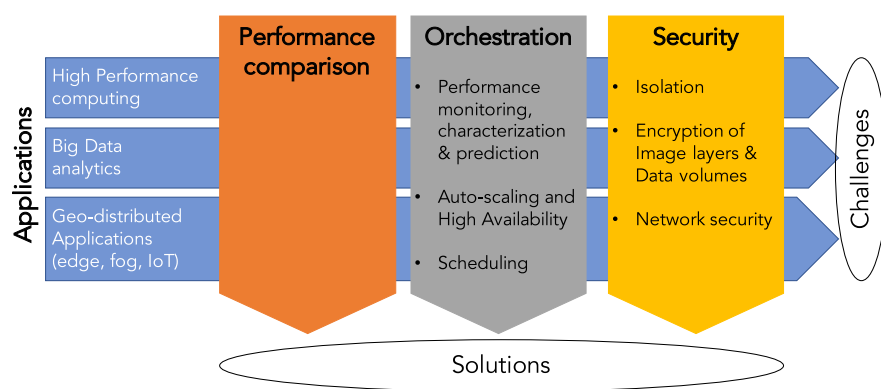 Applications
High Performance
computing
Big Data
analytics
Geo-distributed
Applications
(edge, fog, IoT)
Performance
comparison
Orchestration
• Performance
monitoring,
characterization
& prediction
• Auto-scaling and
High Availability
• Scheduling
Security
• Isolation
• Encryption of
Image layers &
Data volumes
• Network security
Challenges
Solutions